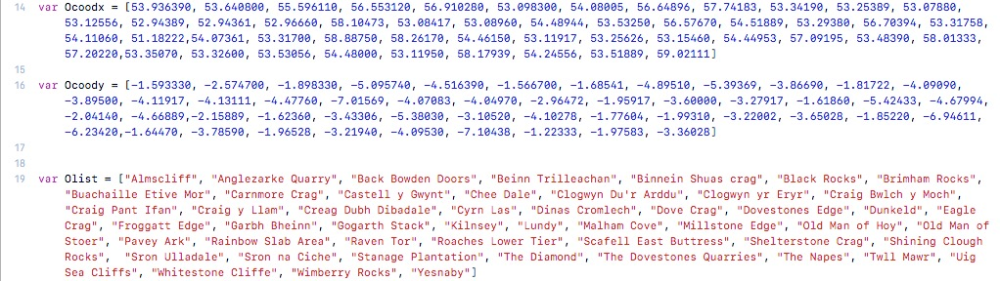 14 var Ocoodx = [53.936390, 53.640800, 55.596110, 56.553120, 56.910280, 53.098300, 54.08005, 56.64896, 57.74183, 53.34190, 53.25389, 53.07880,
53.12556, 52.94389, 52.94361, 52.96660, 58.10473, 53.08417, 53.08960, 54.48944, 53.53250, 56.57670, 54.51889, 53.29380, 56.70394, 53.31758,
54.11060, 51.18222,54.07361, 53.31700, 58.88750, 58.26170, 54.46150, 53.11917, 53.25626, 53.15460, 54.44953, 57.09195, 53.48390, 58.01333,
57.20220,53.35070, 53.32600, 53.53056, 54.48000, 53.11950, 58.17939, 54.24556, 53.51889, 59.02111]
15
16 var Ocoody = [-1.593330, -2.574700, -1.898330, -5.095740, -4.516390, -1.566700, -1.68541, -4.89510, -5.39369, -3.86690, -1.81722, -4.09090,
-3.89500, -4.11917, -4.13111, -4.47760, -7.01569, -4.07083, -4.04970, -2.96472, -1.95917, -3.60000, -3.27917, -1.61860, -5.42433, -4.67994,
-2.04140, -4.66889,-2.15889, -1.62360, -3.43306, -5.38030, -3.10520, -4.10278, -1.77604, -1.99310, -3.22002, -3.65028, -1.85220, -6.94611,
-6.23420,-1.64470, -3.78590, -1.96528, -3.21940, -4.09530, -7.10438, -1.22333, -1.97583, -3.36028]
17
18
19 var Olist = ["Almscliff", "Anglezarke Quarry", "Back Bowden Doors", "Beinn Trilleachan", "Binnein Shuas crag", "Black Rocks", "Brimham Rocks",
"Buachaille Etive Mor", "Carnmore Crag", "Castell y Gwynt", "Chee Dale", "Clogwyn Du'r Arddu", "Clogwyn yr Eryr", "Craig Bwlch y Moch",
"Craig Pant Ifan", "Craig y Llam", "Creag Dubh Dibadale", "Cyrn Las", "Dinas Cromlech", "Dove Crag", "Dovestones Edge", "Dunkeld", "Eagle
Crag", "Froggatt Edge", "Garbh Bheinn", "Gogarth Stack", "Kilnsey", "Lundy", "Malham Cove", "Millstone Edge", "Old Man of Hoy", "Old Man of
Stoer", "Pavey Ark", "Rainbow Slab Area", "Raven Tor", "Roaches Lower Tier", "Scafell East Buttress", "Shelterstone Crag", "Shining Clough
Rocks",  "Sron Ulladale", "Sron na Ciche", "Stanage Plantation", "The Diamond", "The Dovestones Quarries", "The Napes", "Twll Mawr", "Uig
Sea Cliffs", "Whitestone Cliffe", "Wimberry Rocks", "Yesnaby"]